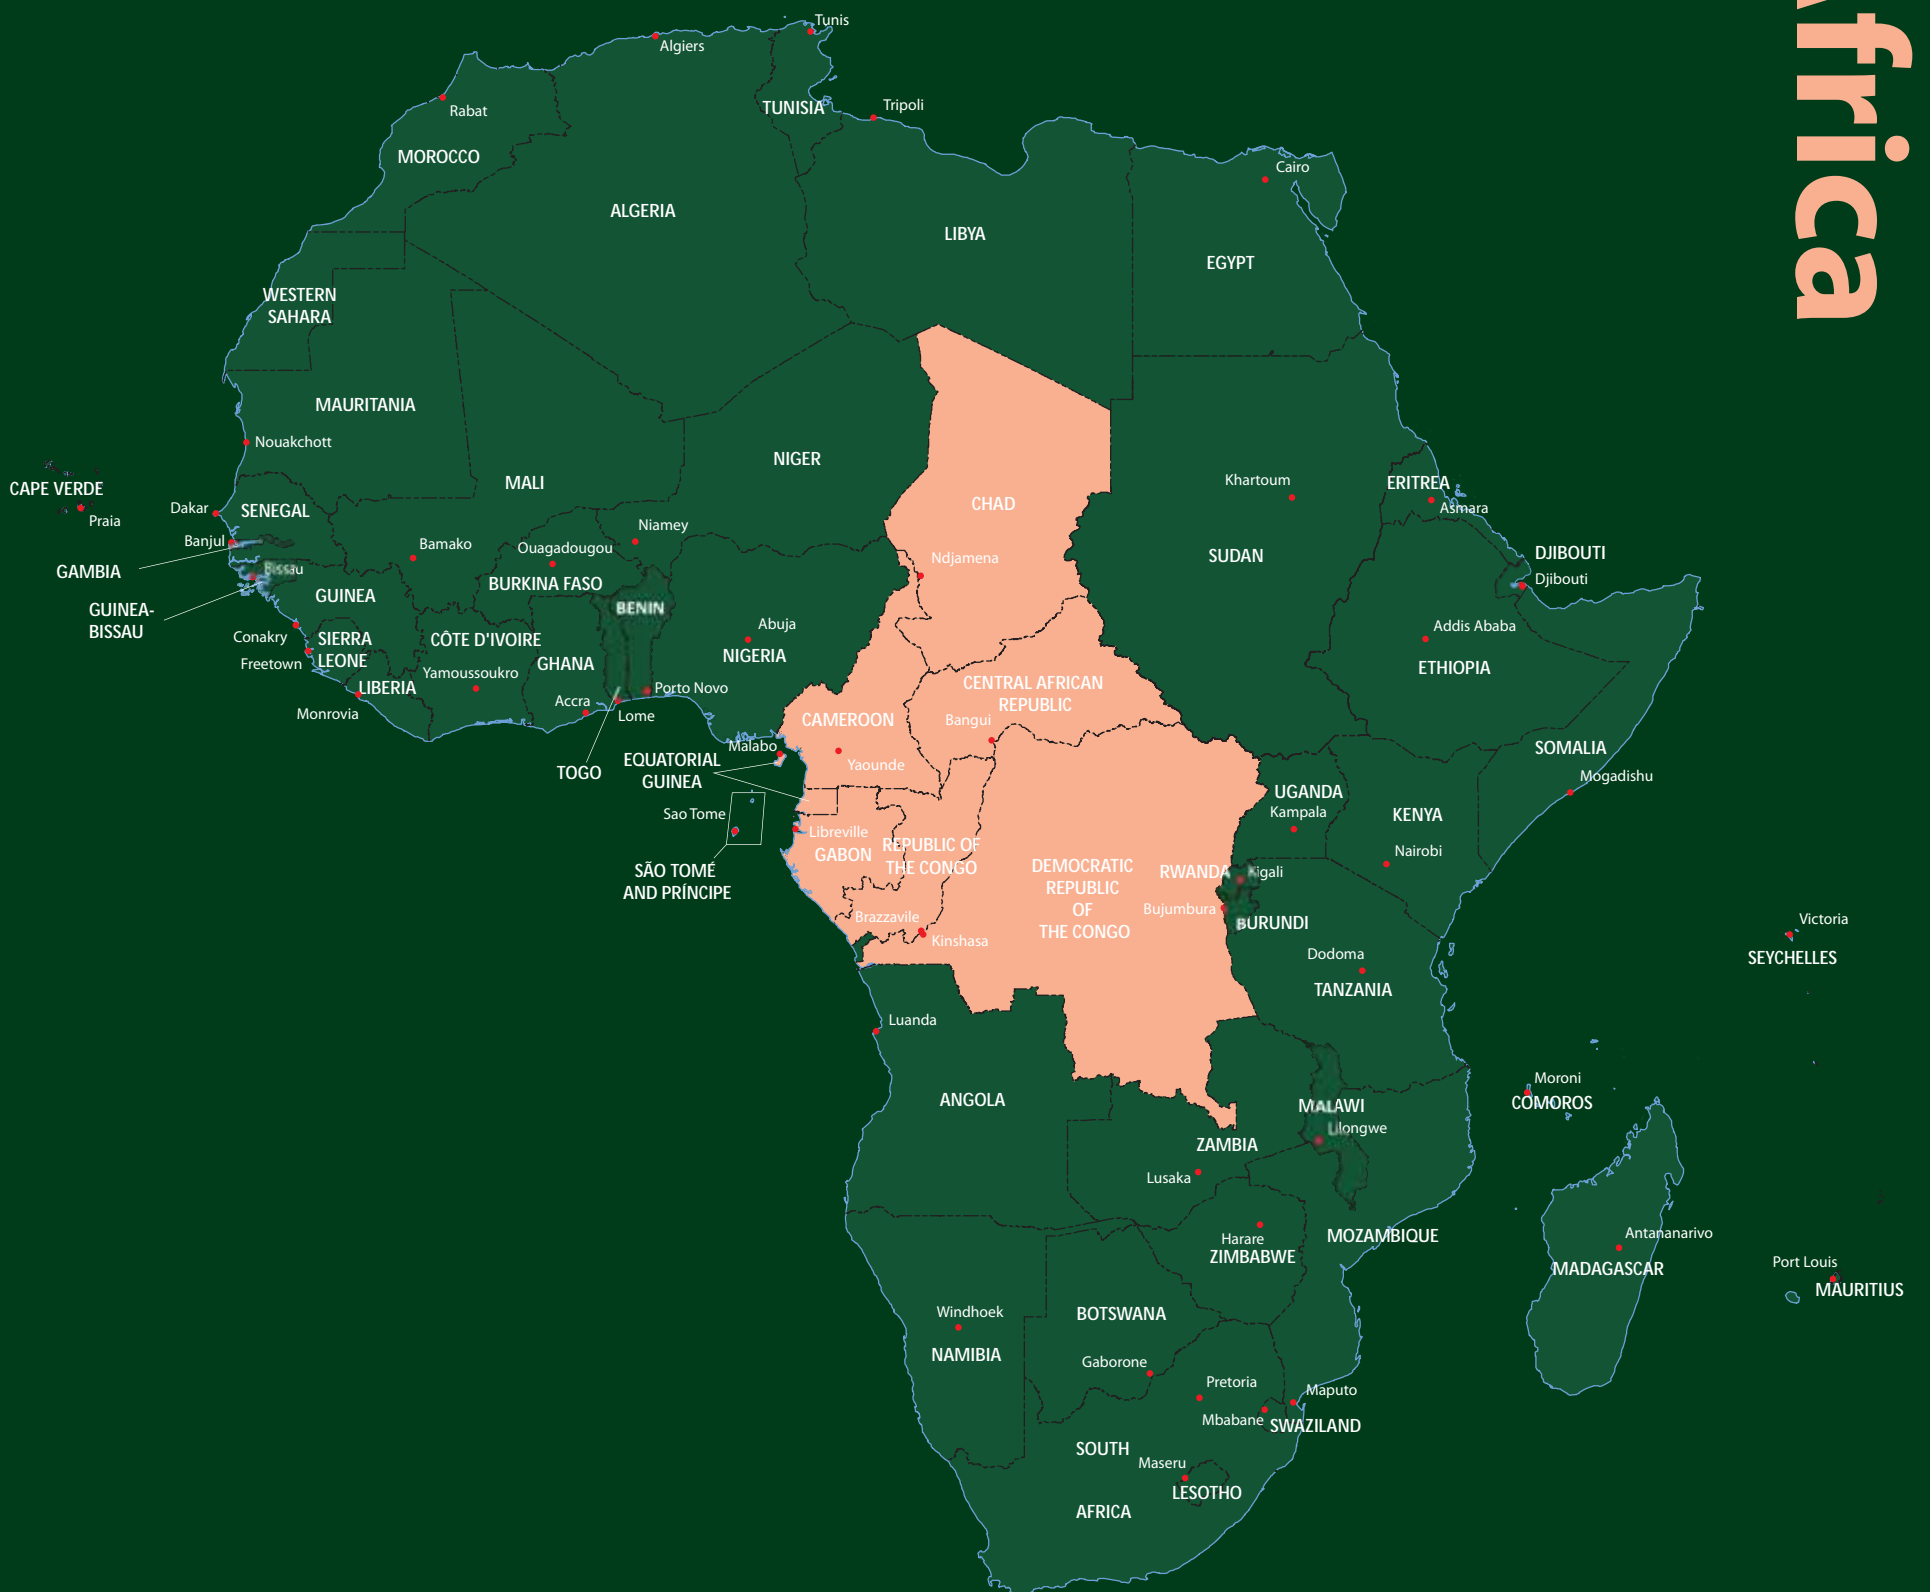 frica
Tunis
Algiers
Rabat
TUNISIA
Tripoli
MOROCCO
Cairo
ALGERIA
LIBYA
EGYPT
WESTERN
SAHARA
MAURITANIA
Nouakchott
NIGER
MALI
CAPE VERDE
Praia
Dakar
SENEGAL
Banjul
GAMBIA
Bissau
GUINEA-
BISSAU
GUINEA
Bamako
Ouagadougou
BURKINA FASO
Niamey
CHAD
Ndjamena
Khartoum
SUDAN
ERITREA
Asmara
DJIBOUTI
Djibouti
Conakry
Freetown
SIERRA
LEONE
CÔTE D'IVOIRE
Yamoussoukro
GHANA
BENIN
Abuja
NIGERIA
Addis Ababa
ETHIOPIA
LIBERIA
Monrovia
Accra
Lome
Porto Novo
TOGO
CENTRAL AFRICAN
REPUBLIC
Bangui
CAMEROON
Yaounde
Malabo
EQUATORIAL
GUINEA
SOMALIA
Mogadishu
UGANDA
Kampala
KENYA
Nairobi
Sao Tome
SÃO TOMÉ
AND PRÍNCIPE
Libreville
GABON
REPUBLIC OF
THE CONGO
DEMOCRATIC
REPUBLIC
OF
THE CONGO
RWANDA
Kigali
Bujumbura
BURUNDI
Brazzavile
Kinshasa
Dodoma
TANZANIA
Victoria
SEYCHELLES
Luanda
ANGOLA
Moroni
COMOROS
MALAWI
Lilongwe
ZAMBIA
Lusaka
Harare
ZIMBABWE
MOZAMBIQUE
Antananarivo
MADAGASCAR
Port Louis
MAURITIUS
Windhoek
NAMIBIA
BOTSWANA
Gaborone
Pretoria
Maputo
Mbabane
SWAZILAND
SOUTH
AFRICA
Maseru
LESOTHO